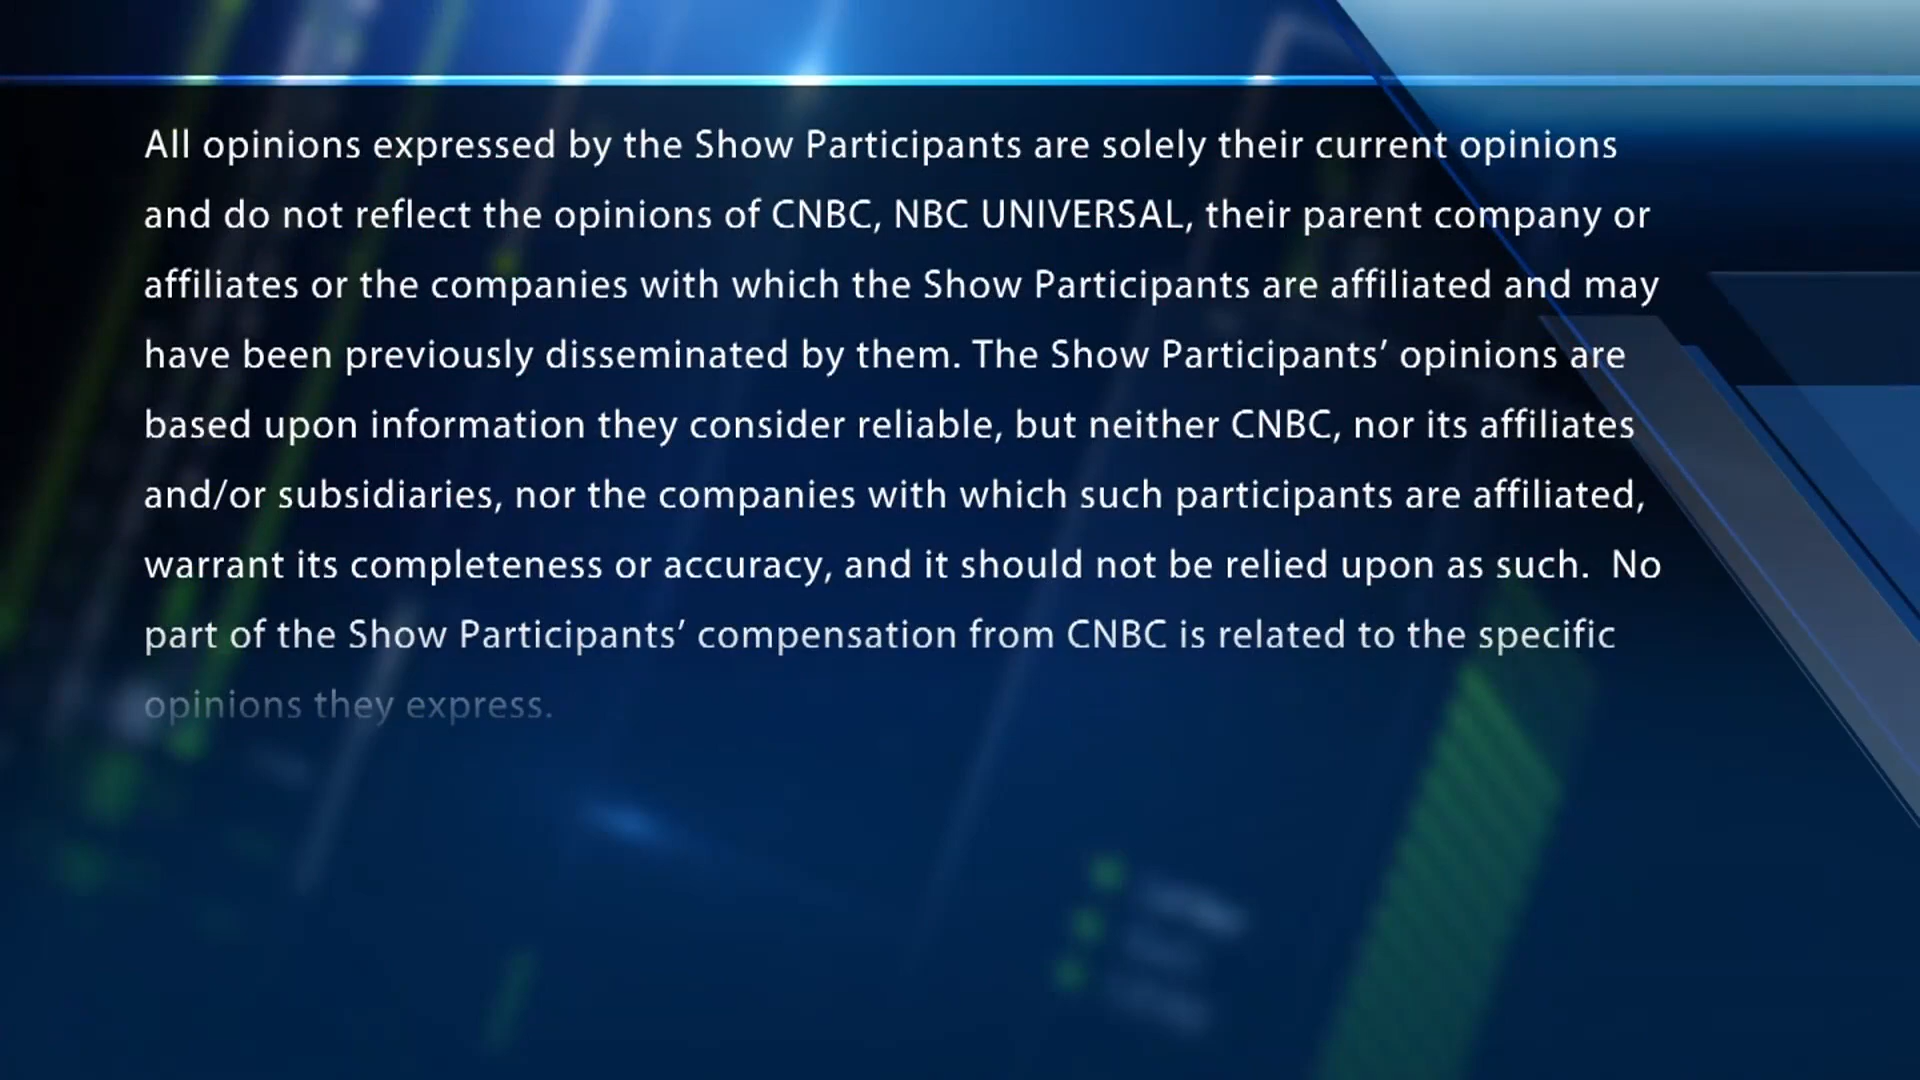 All opinions expressed by the Show Participants are solely their current opinions
and do not reflect the opinions of CNBC, NBC UNIVERSAL, their parent company or
affiliates or the companies with which the Show Participants are affiliated and may
have been previously disseminated by them. The Show Participants’ opinions are
based upon information they consider reliable, but neither CNBC, nor its affiliates
and/or subsidiaries, nor the companies with which such participants are affiliated,
warrant its completeness or accuracy, and it should not be relied upon as such.  No
part of the Show Participants’ compensation from CNBC is related to the specific
opinions they express.